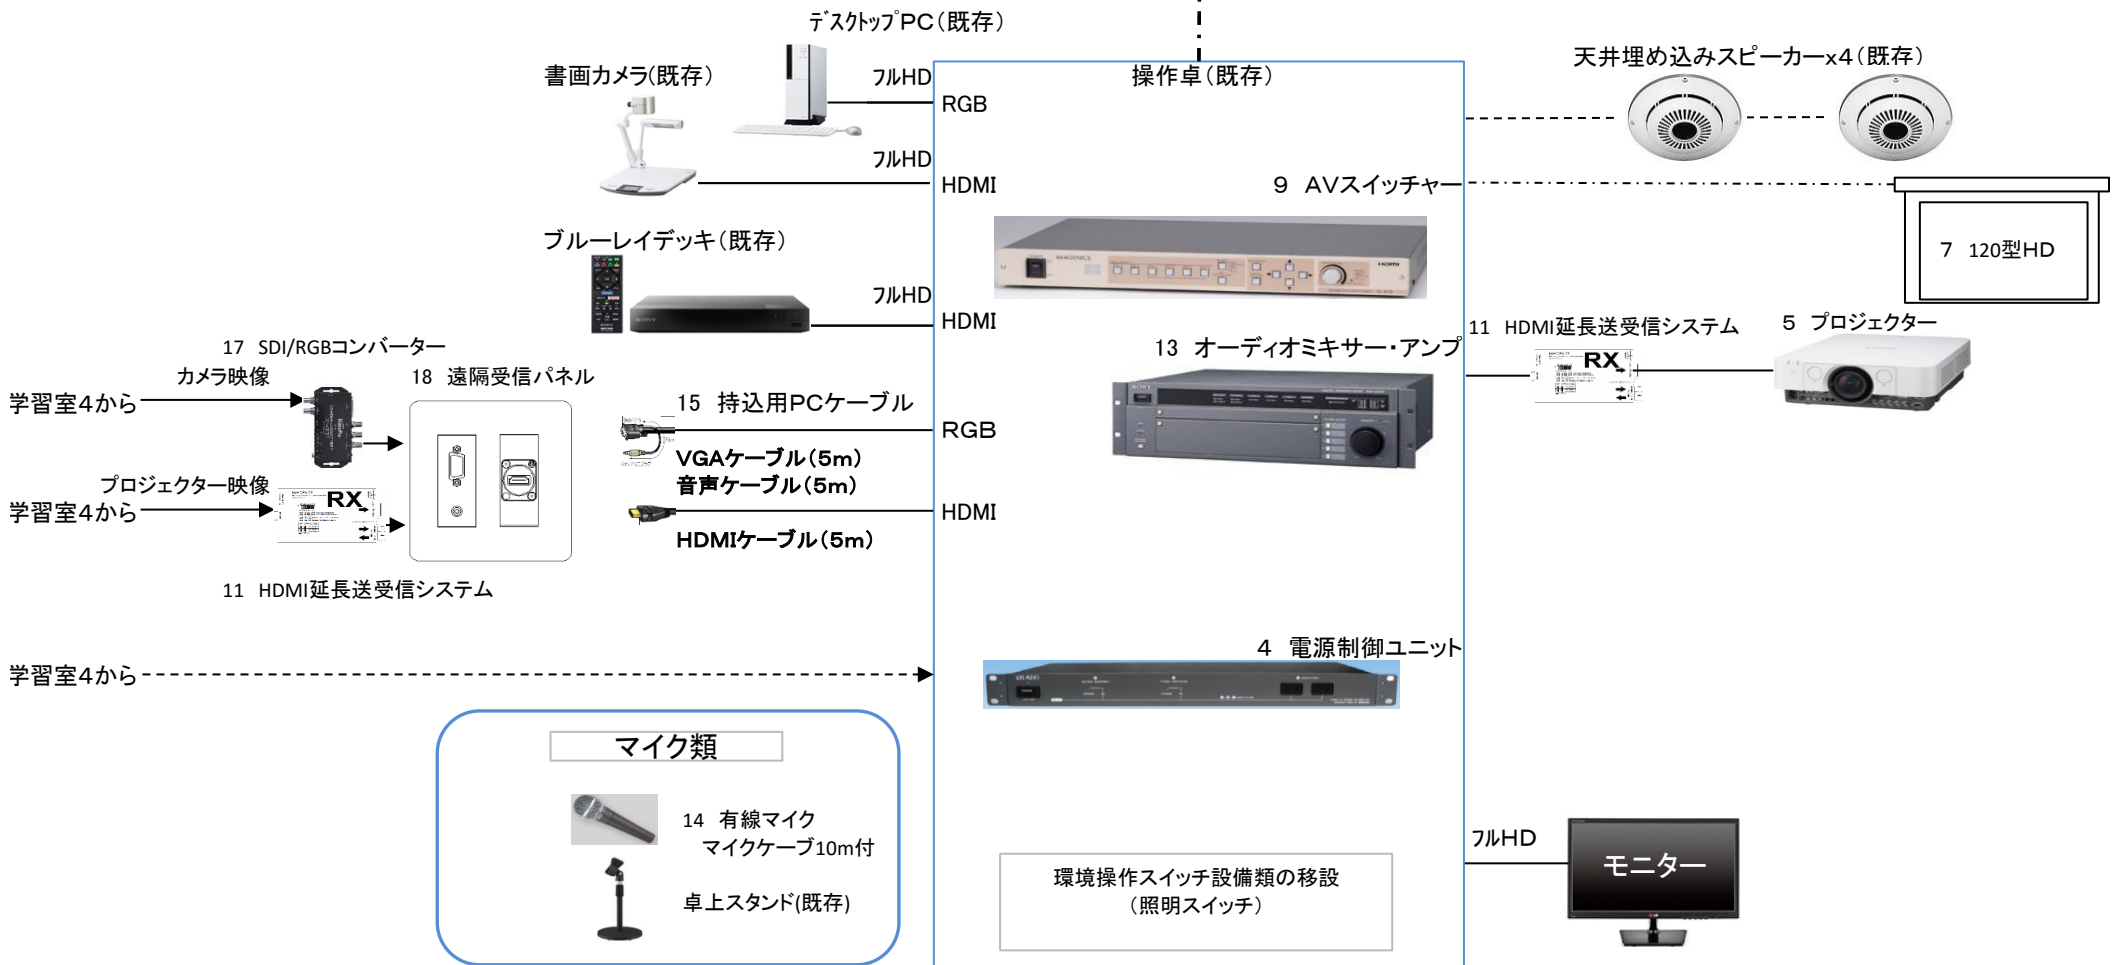 デスクトップPC（既存）
書画カメラ(既存)
フルHD
RGB
操作卓（既存）
天井埋め込みスピーカーx4（既存）
フルHD
HDMI
9 AVスイッチャー
ブルーレイデッキ（既存）
IMAGENICS
HDMI
7 120型HD
フルHD
HDMI
SONY
17 SDI/RGBコンバーター
カメラ映像
18 遠隔受信パネル
13 オーディオミキサー・アンプ
11 HDMI延長送受信システム
5 プロジェクター
RX
SONY
学習室4から
15 持込用PCケーブル
RGB
VGAケーブル（5m）
音声ケーブル（5m）
プロジェクター映像
学習室4から
RX
HDMI
HDMIケーブル（5m）
11 HDMI延長送受信システム
4 電源制御ユニット
学習室4から
マイク類
14 有線マイク
マイクケーブ10m付
卓上スタンド(既存)
環境操作スイッチ設備類の移設
（照明スイッチ）
フルHD
モニター